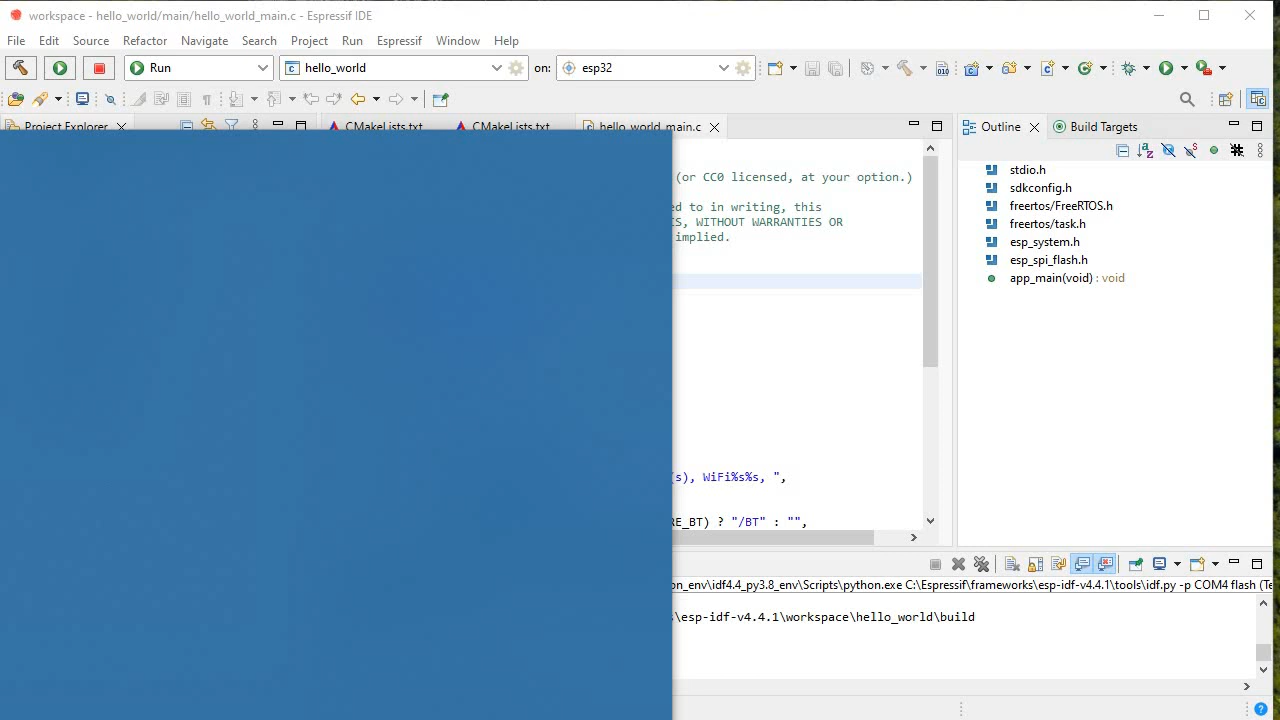 workspace - hello_world/main/hello_world_main.c - Espressif IDE
File Edit Source Refactor Navigate Search Project Run Espressif Window Help
Run hello_world on: esp32
010
Project Explorer CMakeLists.txt CMakeLists.txt hello_world_main.c Outline Build Targets
(or CC0 licensed, at your option.)
ed to in writing, this
IS, WITHOUT WARRANTIES OR
implied.
stdio.h
sdkconfig.h
freertos/FreeRTOS.h
freertos/task.h
esp_system.h
esp_spi_flash.h
app_main(void) : void
(s), WiFi%s%s, ",
RE_BT) ? "/BT" : "",
on_env\idf4.4_py3.8_env\Scripts\python.exe C:\Espressif\frameworks\esp-idf-v4.4.1\tools\idf.py -p COM4 flash (Te
\esp-idf-v4.4.1\workspace\hello_world\build